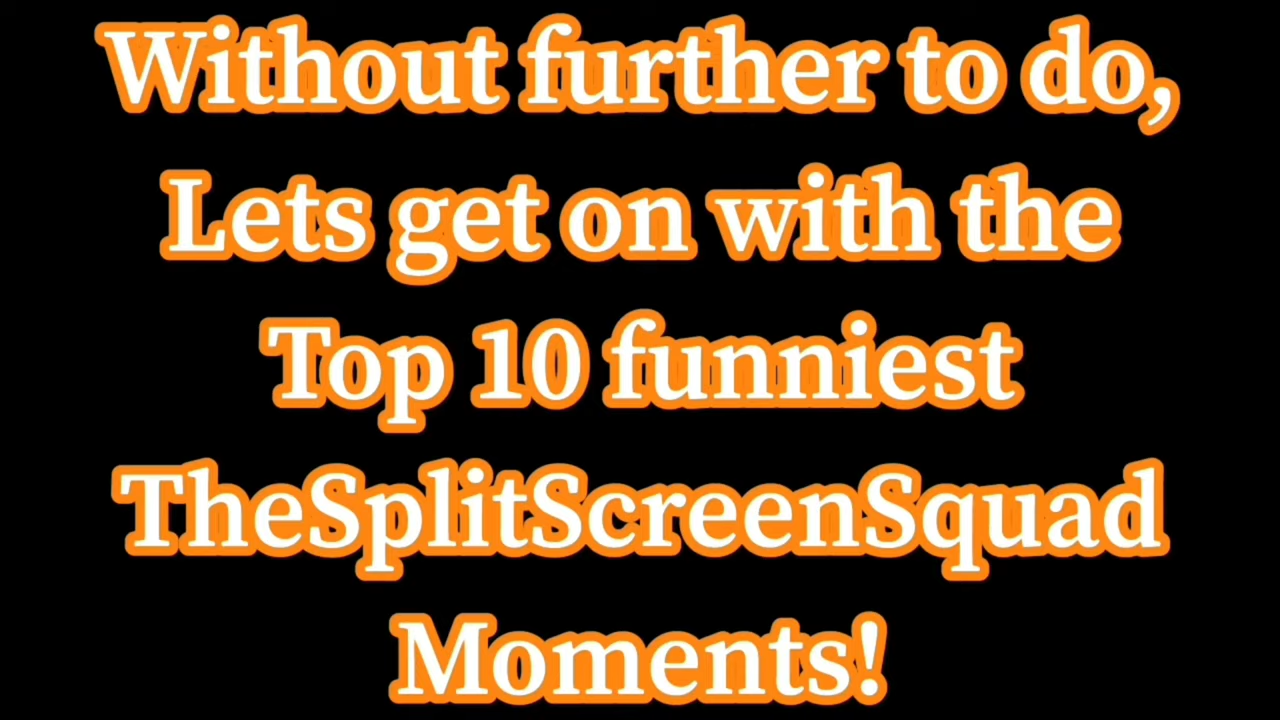 Without further to do,
Lets get on with the
Top 10 funniest
TheSplitScreenSquad
Moments!